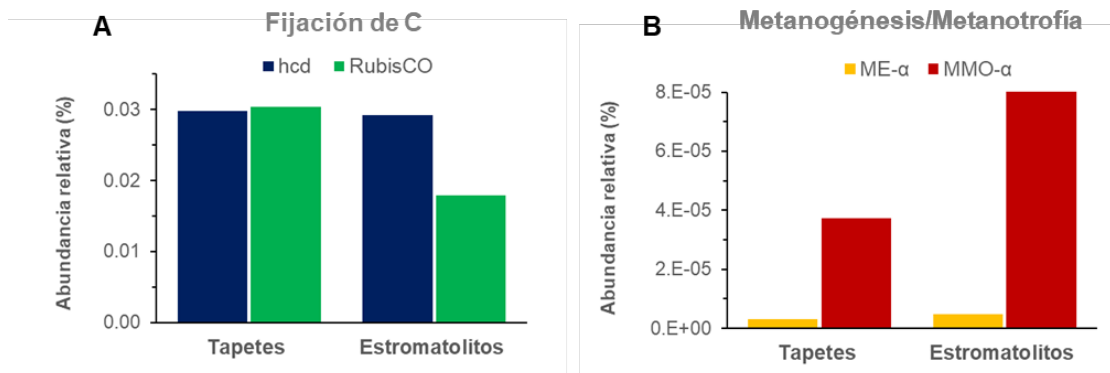 A
Fijación de C
hcd RubisCO
Abundancia relativa (%)
0.03
0.02
0.01
0.00
Tapetes Estromatolitos
B
Metanogénesis/Metanotrofía
ME-α MMO-α
Abundancia relativa (%)
8.E-05
6.E-05
4.E-05
2.E-05
0.E+00
Tapetes Estromatolitos